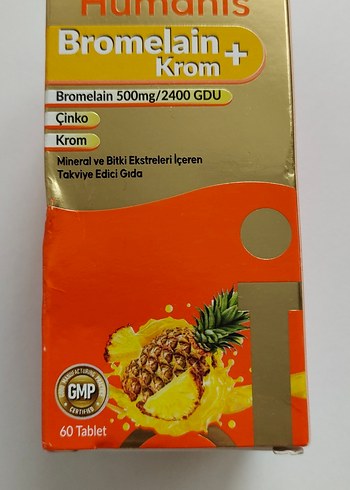 Humanis
Bromelain +
Krom
Bromelain 500mg/2400 GDU
Çinko
Krom
Mineral ve Bitki Ekstreleri İçeren
Takviye Edici Gıda
GMP
CERTIFIED
60 Tablet